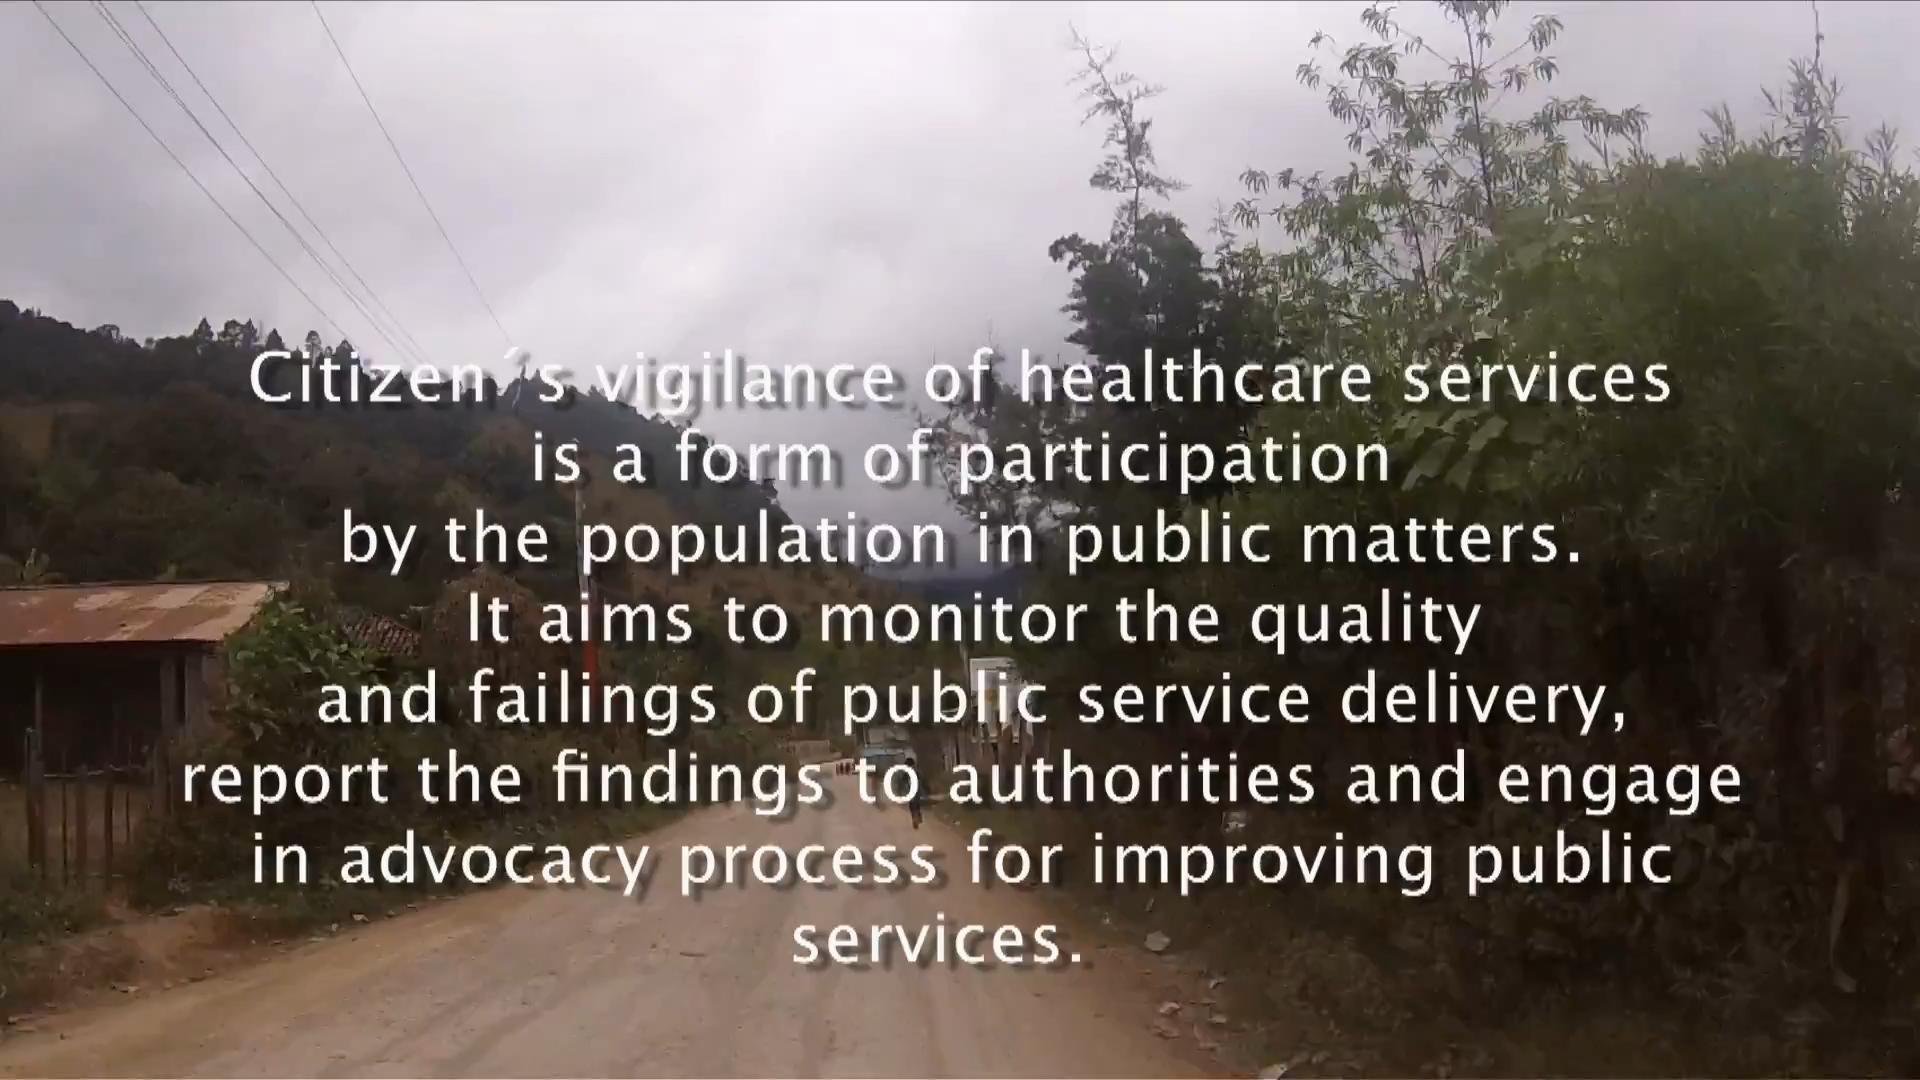 Citizen´s vigilance of healthcare services
is a form of participation
by the population in public matters.
It aims to monitor the quality
and failings of public service delivery,
report the findings to authorities and engage
in advocacy process for improving public
services.